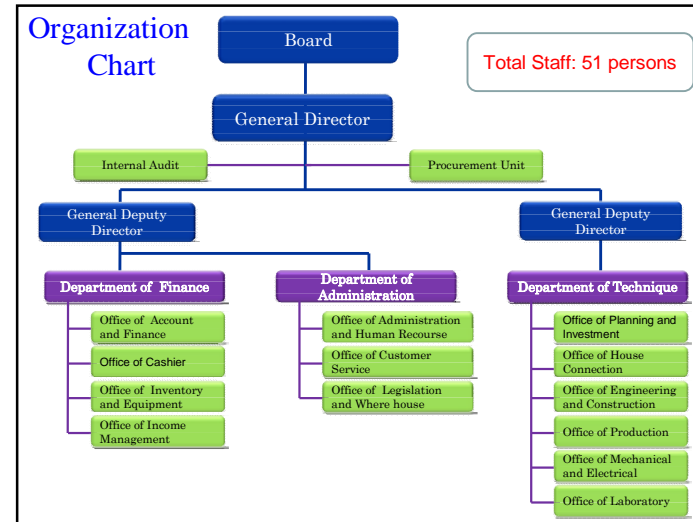 Organization
Chart
Board
Total Staff: 51 persons
General Director
Internal Audit
Procurement Unit
General Deputy
Director
General Deputy
Director
Department of Finance
Department of
Administration
Department of Technique
Office of Account
and Finance
Office of Cashier
Office of Inventory
and Equipment
Office of Income
Management
Office of Administration
and Human Recourse
Office of Customer
Service
Office of Legislation
and Where house
Office of Planning and
Investment
Office of House
Connection
Office of Engineering
and Construction
Office of Production
Office of Mechanical
and Electrical
Office of Laboratory